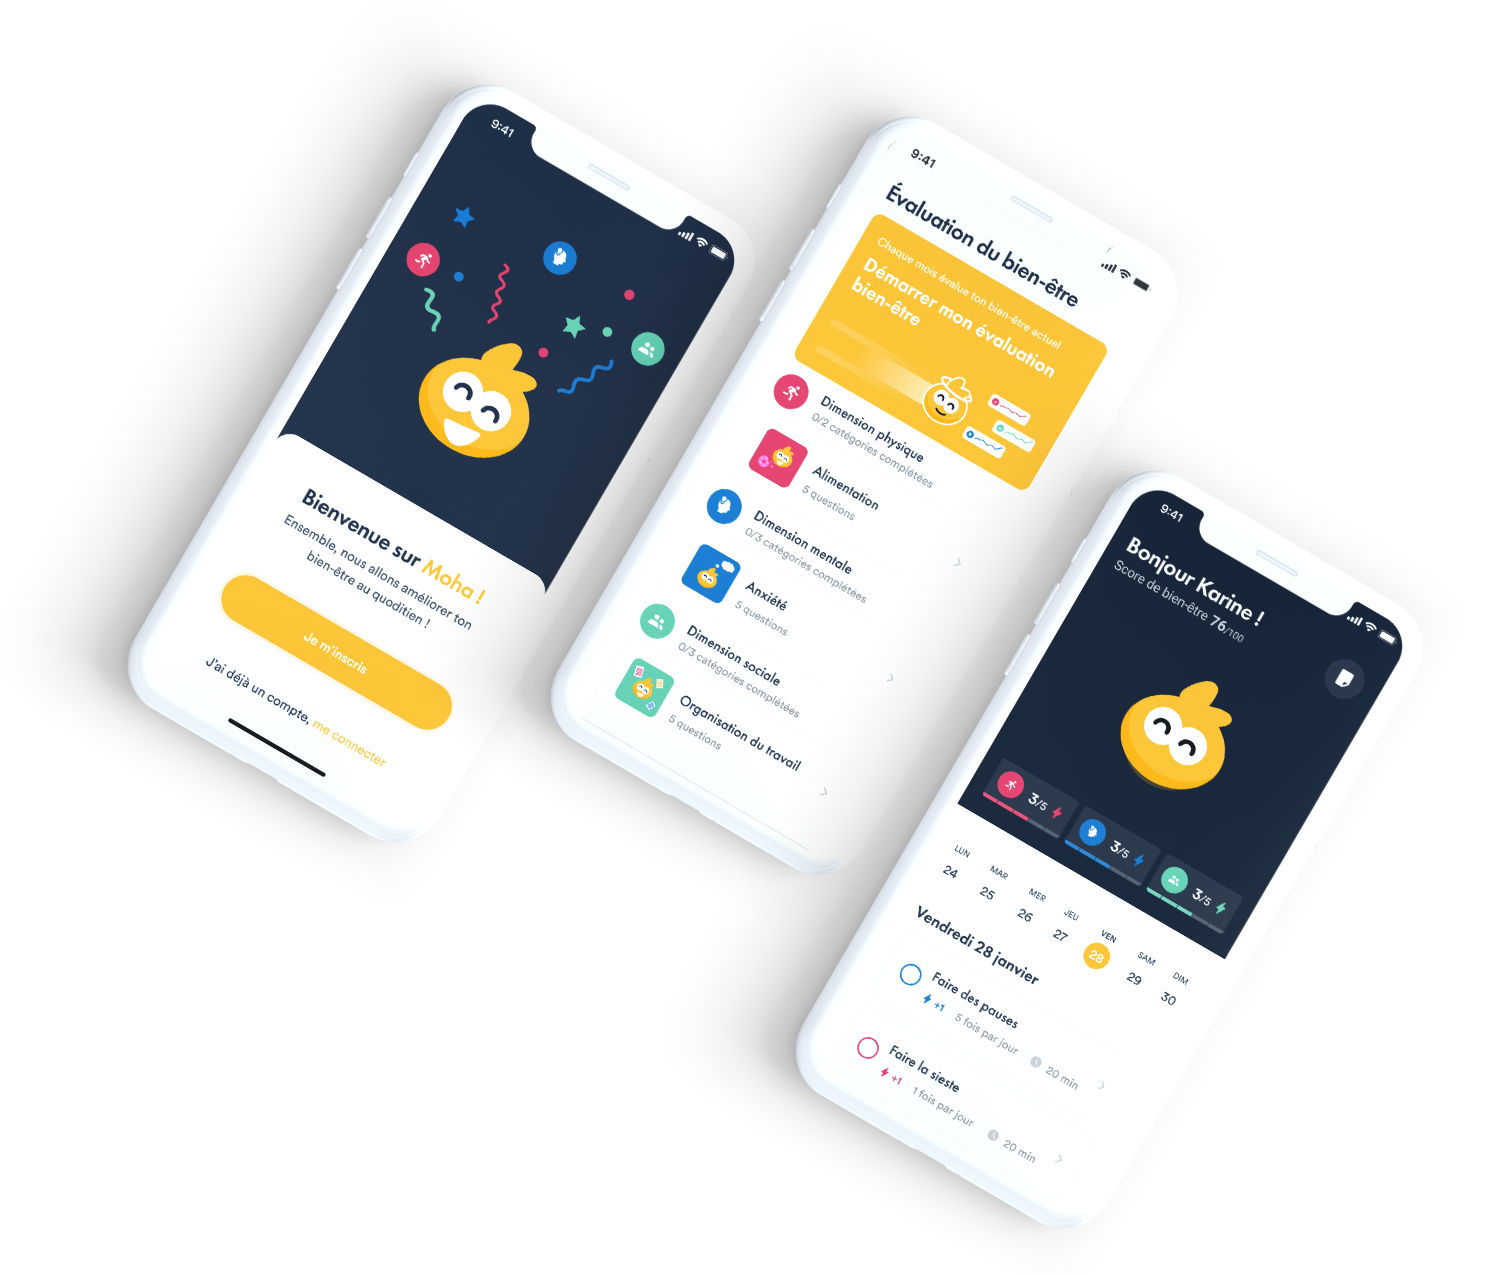 9:41
Bienvenue sur Moha !
Ensemble, nous allons améliorer ton
bien-être au quoditien !
Je m'inscris
J'ai déjà un compte, me connecter
9:41
Évaluation du bien-être
Chaque mois évalue ton bien-être actuel
Démarrer mon évaluation
bien-être
Dimension physique
0/2 catégories complétées
Alimentation
5 questions
Dimension mentale
0/3 catégories complétées
Anxiété
5 questions
Dimension sociale
0/3 catégories complétées
Organisation du travail
5 questions
9:41
Bonjour Karine !
Score de bien-être 76/100
3/5
3/5
3/5
LUN MAR MER JEU VEN SAM DIM
24 25 26 27 28 29 30
Vendredi 28 janvier
Faire des pauses
+1 5 fois par jour 20 min
Faire la sieste
+1 1 fois par jour 20 min